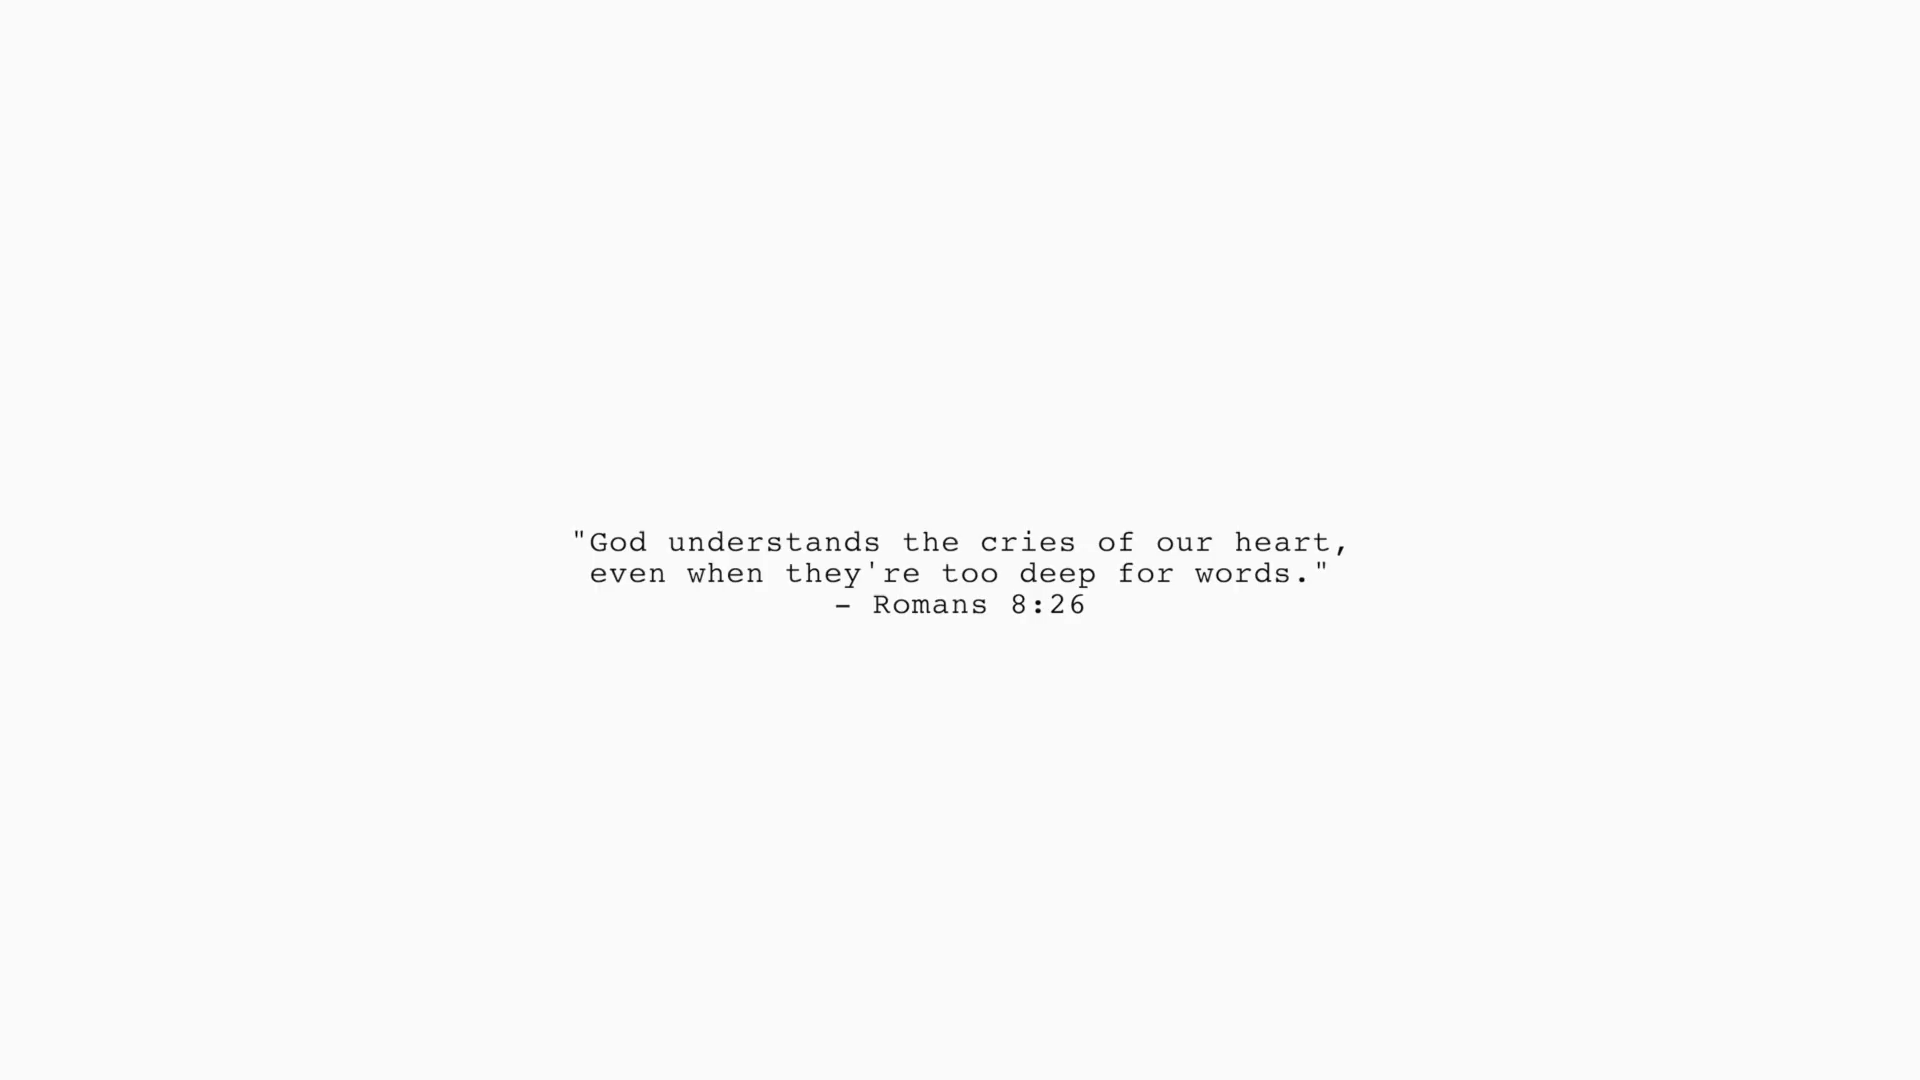 "God understands the cries of our heart,
even when they're too deep for words."
- Romans 8:26